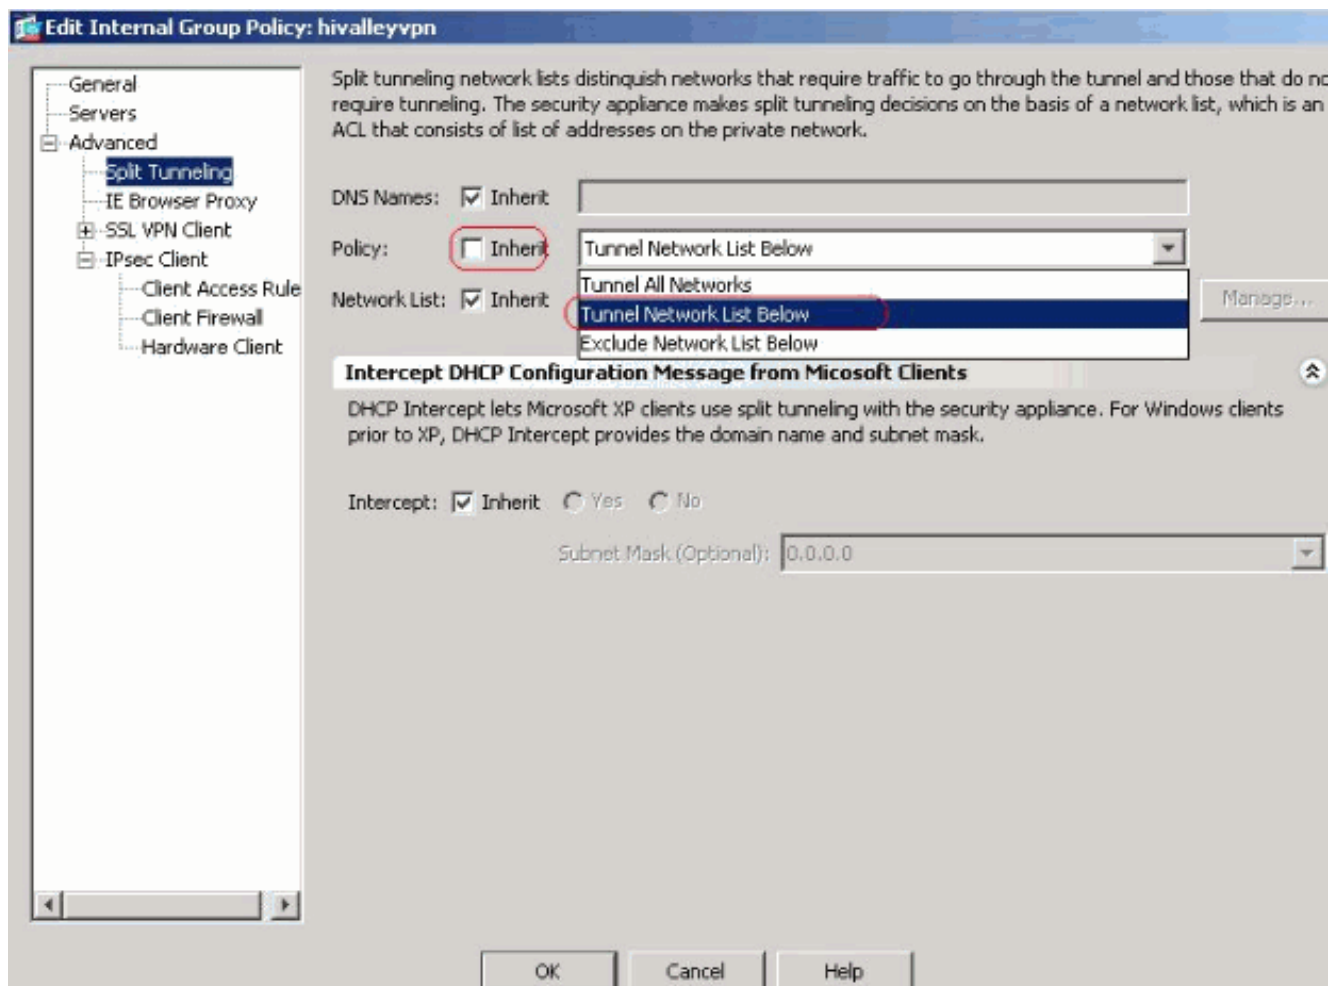 Edit Internal Group Policy: hivalleyvpn
General
Servers
Advanced
Split Tunneling
IE Browser Proxy
SSL VPN Client
IPsec Client
Client Access Rule
Client Firewall
Hardware Client
Split tunneling network lists distinguish networks that require traffic to go through the tunnel and those that do no
require tunneling. The security appliance makes split tunneling decisions on the basis of a network list, which is an
ACL that consists of list of addresses on the private network.
DNS Names: Inherit
Policy: Inherit Tunnel Network List Below
Tunnel All Networks
Network List: Inherit Tunnel Network List Below Manage...
Exclude Network List Below
Intercept DHCP Configuration Message from Micosoft Clients
DHCP Intercept lets Microsoft XP clients use split tunneling with the security appliance. For Windows clients
prior to XP, DHCP Intercept provides the domain name and subnet mask.
Intercept: Inherit Yes No
Subnet Mask (Optional): 0.0.0.0
OK Cancel Help